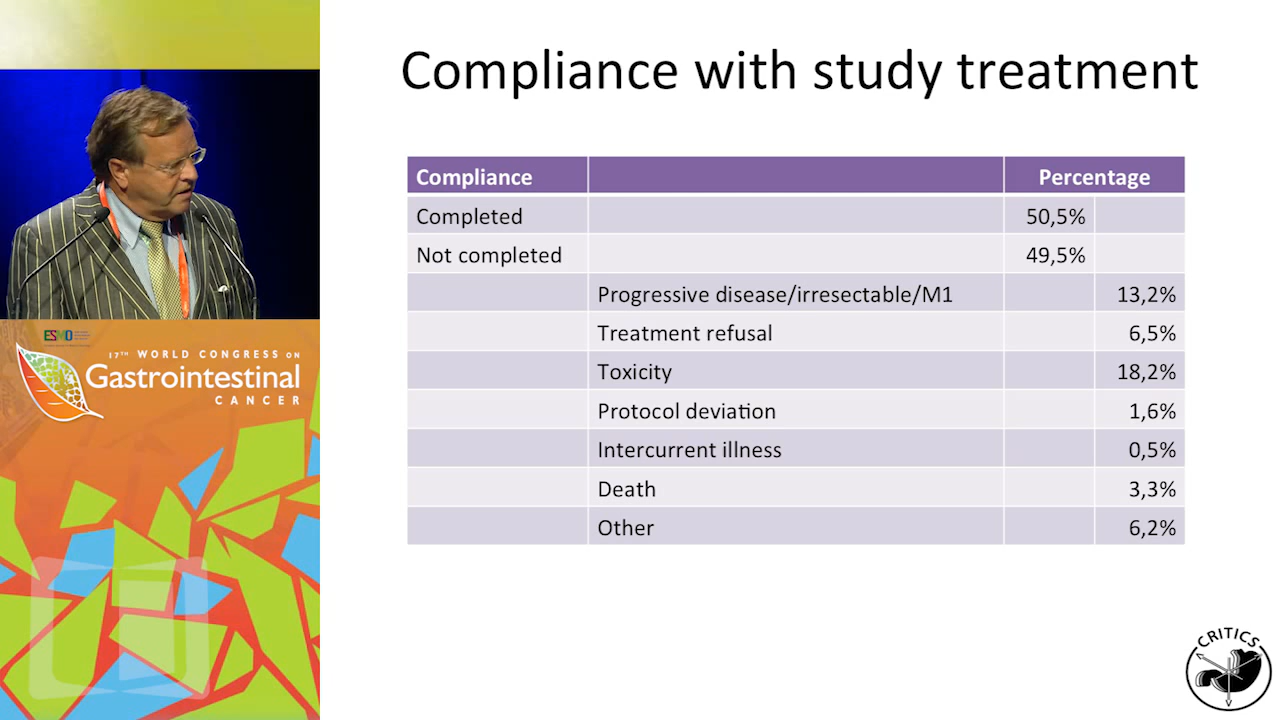 Compliance with study treatment
Compliance Percentage
Completed 50,5%
Not completed 49,5%
Progressive disease/irresectable/M1 13,2%
Treatment refusal 6,5%
Toxicity 18,2%
Protocol deviation 1,6%
Intercurrent illness 0,5%
Death 3,3%
Other 6,2%
ESMO
17TH WORLD CONGRESS ON
Gastrointestinal
CANCER
CRITICS